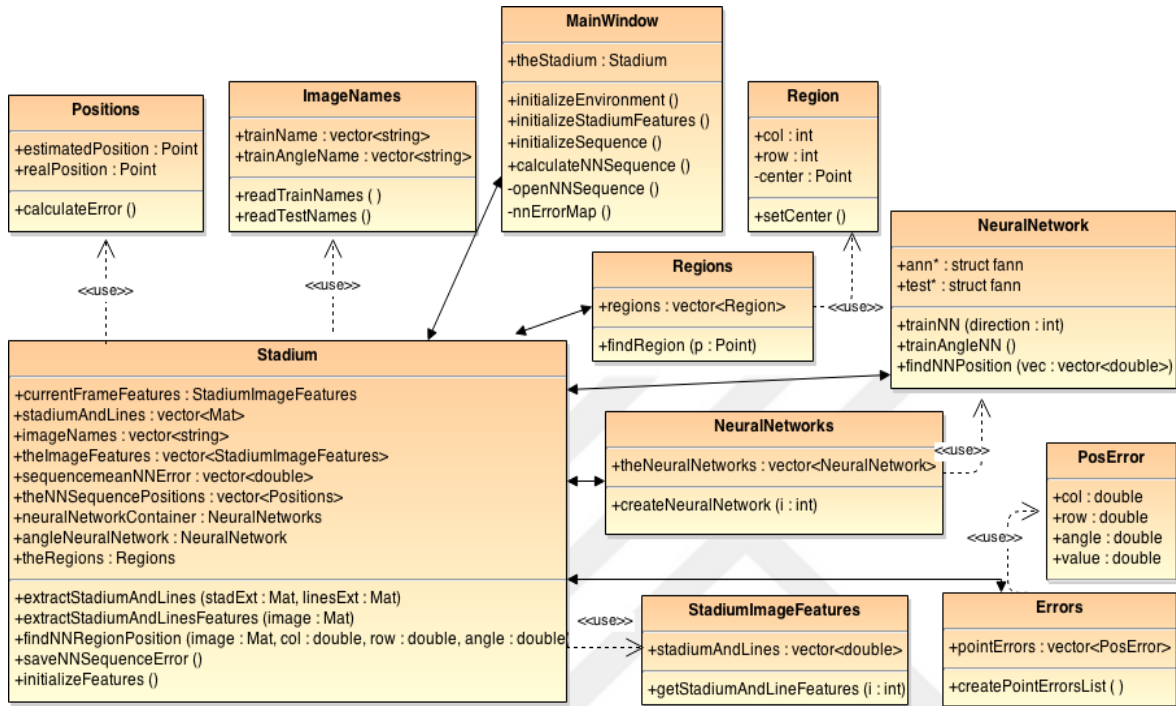 MainWindow
+theStadium : Stadium
+initializeEnvironment ()
+initializeStadiumFeatures ()
+initializeSequence ()
+calculateNNSequence ()
-openNNSequence ()
-nnErrorMap ()
Positions
+estimatedPosition : Point
+realPosition : Point
+calculateError ()
ImageNames
+trainName : vector<string>
+trainAngleName : vector<string>
+readTrainNames ( )
+readTestNames ()
Region
+col : int
+row : int
-center : Point
+setCenter ()
NeuralNetwork
+ann* : struct fann
+test* : struct fann
+trainNN (direction : int)
+trainAngleNN ()
+findNNPosition (vec : vector<double>)
Regions
+regions : vector<Region>
+findRegion (p : Point)
<<use>>
<<use>>
<<use>>
Stadium
+currentFrameFeatures : StadiumImageFeatures
+stadiumAndLines : vector<Mat>
+imageNames : vector<string>
+theImageFeatures : vector<StadiumImageFeatures>
+sequencemeanNNError : vector<double>
+theNNSequencePositions : vector<Positions>
+neuralNetworkContainer : NeuralNetworks
+angleNeuralNetwork : NeuralNetwork
+theRegions : Regions
+extractStadiumAndLines (stadExt : Mat, linesExt : Mat)
+extractStadiumAndLinesFeatures (image : Mat)
+findNNRegionPosition (image : Mat, col : double, row : double, angle : double)
+saveNNSequenceError ()
+initializeFeatures ()
NeuralNetworks
+theNeuralNetworks : vector<NeuralNetwork>
+createNeuralNetwork (i : int)
<<use>>
PosError
+col : double
+row : double
+angle : double
+value : double
<<use>>
<<use>>
StadiumImageFeatures
+stadiumAndLines : vector<double>
+getStadiumAndLineFeatures (i : int)
Errors
+pointErrors : vector<PosError>
+createPointErrorsList ( )